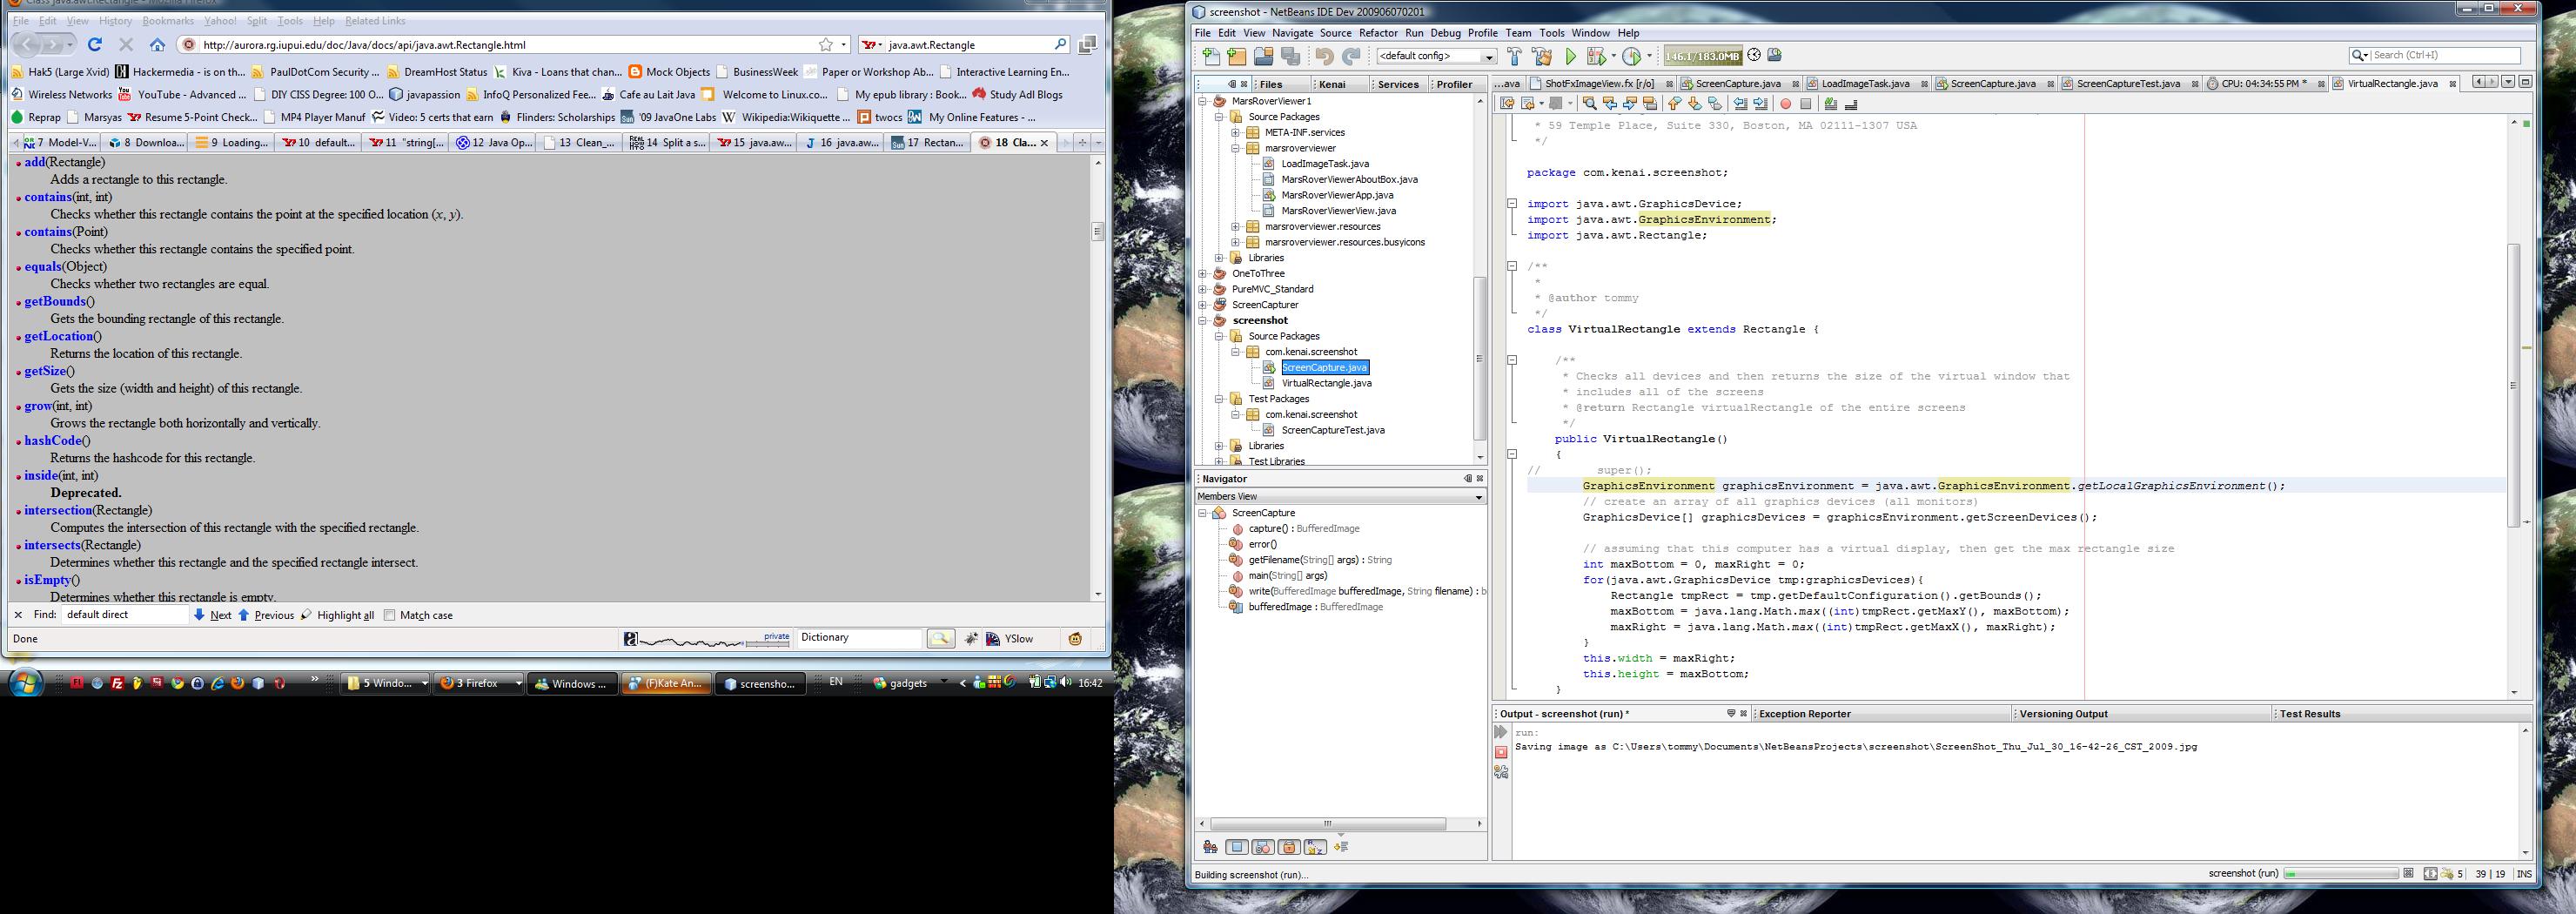 Class java.awt.Rectangle - Mozilla Firefox
File Edit View History Bookmarks Yahoo! Split Tools Help Related Links
http://aurora.rg.iupui.edu/doc/Java/docs/api/java.awt.Rectangle.html
java.awt.Rectangle
Hak5 (Large Xvid) Hackermedia - is on th... PaulDotCom Security ... DreamHost Status Kiva - Loans that chan... Mock Objects BusinessWeek Paper or Workshop Ab... Interactive Learning En...
Wireless Networks YouTube - Advanced ... DIY CISS Degree: 100 O... javapassion InfoQ Personalized Fee... Cafe au Lait Java Welcome to Linux.co... My epub library : Book... Study Adl Blogs
Reprap Marsyas Resume 5-Point Check... MP4 Player Manuf Video: 5 certs that earn Flinders: Scholarships '09 JavaOne Labs Wikipedia:Wikiquette ... twocs My Online Features - ...
7 Model-V... 8 Downloa... 9 Loading... 10 default... 11 "string[... 12 Java Op... 13 Clean_... 14 Split a s... 15 java.aw... 16 java.aw... 17 Rectan... 18 Cla...
add(Rectangle)
Adds a rectangle to this rectangle.
contains(int, int)
Checks whether this rectangle contains the point at the specified location (x, y).
contains(Point)
Checks whether this rectangle contains the specified point.
equals(Object)
Checks whether two rectangles are equal.
getBounds()
Gets the bounding rectangle of this rectangle.
getLocation()
Returns the location of this rectangle.
getSize()
Gets the size (width and height) of this rectangle.
grow(int, int)
Grows the rectangle both horizontally and vertically.
hashCode()
Returns the hashcode for this rectangle.
inside(int, int)
Deprecated.
intersection(Rectangle)
Computes the intersection of this rectangle with the specified rectangle.
intersects(Rectangle)
Determines whether this rectangle and the specified rectangle intersect.
isEmpty()
Determines whether this rectangle is empty.
Find: default direct Next Previous Highlight all Match case
Done private Dictionary YSlow
5 Windo... 3 Firefox Windows ... (F)Kate An... screensho... EN gadgets 16:42
screenshot - NetBeans IDE Dev 200906070201
File Edit View Navigate Source Refactor Run Debug Profile Team Tools Window Help
<default config> 146.1/183.0MB Search (Ctrl+I)
Files Kenai Services Profiler
MarsRoverViewer1
Source Packages
META-INF.services
marsroverviewer
LoadImageTask.java
MarsRoverViewerAboutBox.java
MarsRoverViewerApp.java
MarsRoverViewerView.java
marsroverviewer.resources
marsroverviewer.resources.busyicons
Libraries
OneToThree
PureMVC_Standard
ScreenCapturer
screenshot
Source Packages
com.kenai.screenshot
ScreenCapture.java
VirtualRectangle.java
Test Packages
com.kenai.screenshot
ScreenCaptureTest.java
Libraries
Test Libraries
Navigator
Members View
ScreenCapture
capture() : BufferedImage
error()
getFilename(String[] args) : String
main(String[] args)
write(BufferedImage bufferedImage, String filename) : b
bufferedImage : BufferedImage
...ava ShotFxImageView.fx [r/o] ScreenCapture.java LoadImageTask.java ScreenCapture.java ScreenCaptureTest.java CPU: 04:34:55 PM * VirtualRectangle.java
* 59 Temple Place, Suite 330, Boston, MA 02111-1307 USA
*/
package com.kenai.screenshot;
import java.awt.GraphicsDevice;
import java.awt.GraphicsEnvironment;
import java.awt.Rectangle;
/**
*
* @author tommy
*/
class VirtualRectangle extends Rectangle {
/**
* Checks all devices and then returns the size of the virtual window that
* includes all of the screens
* @return Rectangle virtualRectangle of the entire screens
*/
public VirtualRectangle()
{
// super();
GraphicsEnvironment graphicsEnvironment = java.awt.GraphicsEnvironment.getLocalGraphicsEnvironment();
// create an array of all graphics devices (all monitors)
GraphicsDevice[] graphicsDevices = graphicsEnvironment.getScreenDevices();
// assuming that this computer has a virtual display, then get the max rectangle size
int maxBottom = 0, maxRight = 0;
for(java.awt.GraphicsDevice tmp:graphicsDevices){
Rectangle tmpRect = tmp.getDefaultConfiguration().getBounds();
maxBottom = java.lang.Math.max((int)tmpRect.getMaxY(), maxBottom);
maxRight = java.lang.Math.max((int)tmpRect.getMaxX(), maxRight);
}
this.width = maxRight;
this.height = maxBottom;
}
Output - screenshot (run) * Exception Reporter Versioning Output Test Results
run:
Saving image as C:\Users\tommy\Documents\NetBeansProjects\screenshot\ScreenShot_Thu_Jul_30_16-42-26_CST_2009.jpg
Building screenshot (run)... screenshot (run) 5 39 | 19 INS